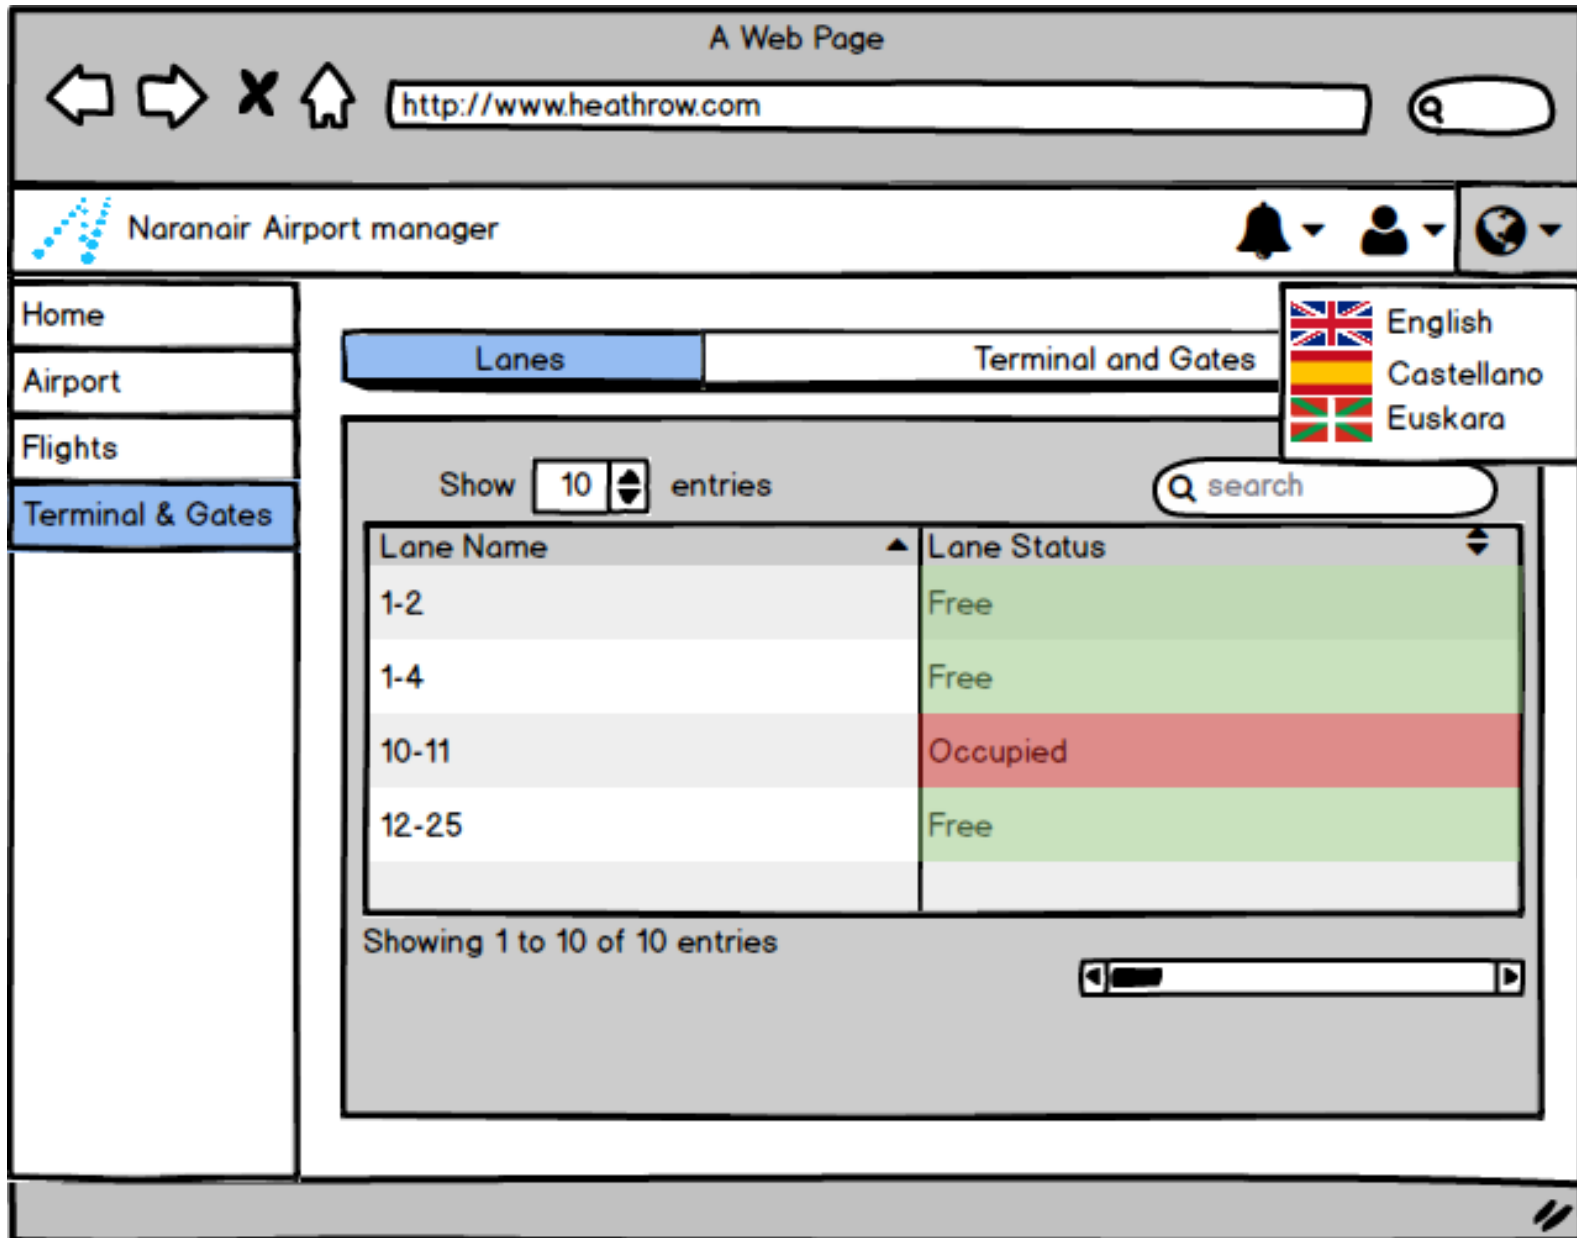 A Web Page
http://www.heathrow.com
Naranair Airport manager
Home
Airport
Flights
Terminal & Gates
Lanes
Terminal and Gates
English
Castellano
Euskara
Show 10 entries
search
Lane Name Lane Status
1-2 Free
1-4 Free
10-11 Occupied
12-25 Free
Showing 1 to 10 of 10 entries